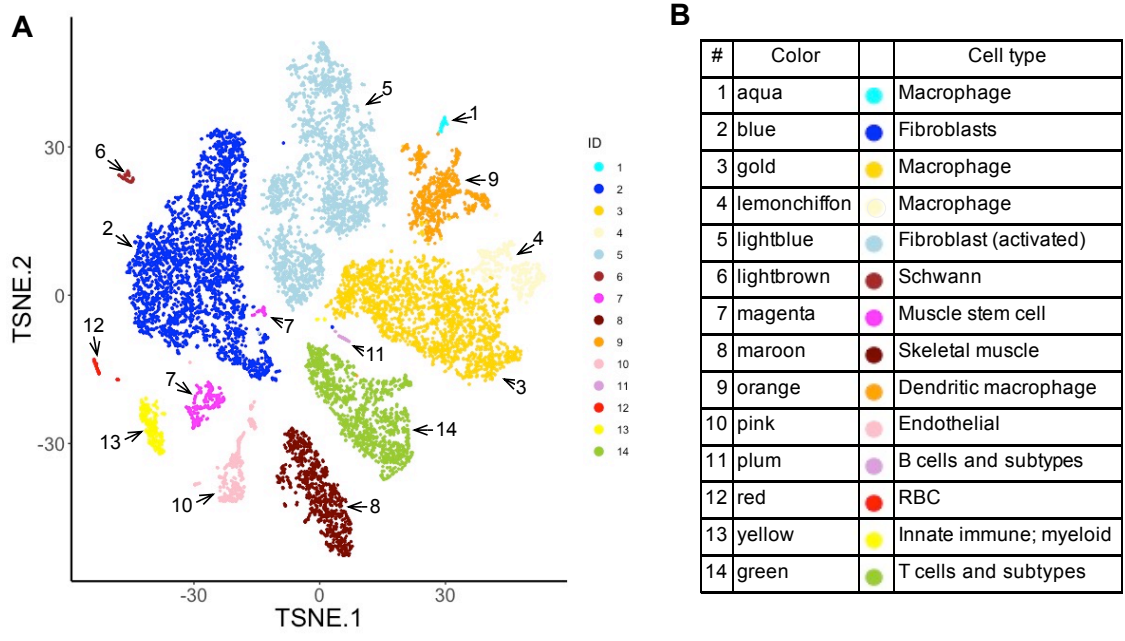 A
B
TSNE.2
30
0
-30
-30
0
30
TSNE.1
5
1
6
9
2
4
7
12
11
3
7
13
14
10
8
ID
1
2
3
4
5
6
7
8
9
10
11
12
13
14
# Color Cell type
1 aqua Macrophage
2 blue Fibroblasts
3 gold Macrophage
4 lemonchiffon Macrophage
5 lightblue Fibroblast (activated)
6 lightbrown Schwann
7 magenta Muscle stem cell
8 maroon Skeletal muscle
9 orange Dendritic macrophage
10 pink Endothelial
11 plum B cells and subtypes
12 red RBC
13 yellow Innate immune; myeloid
14 green T cells and subtypes